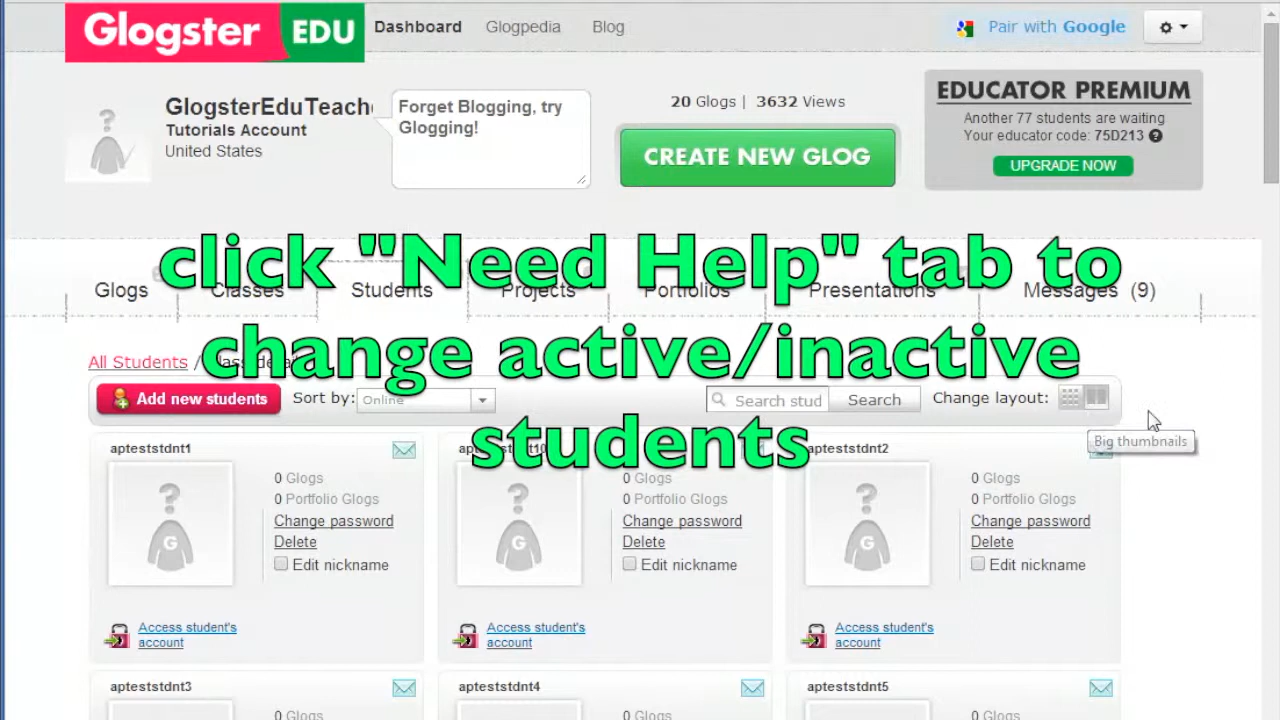 Glogster EDU Dashboard Glogpedia Blog Pair with Google
GlogsterEduTeache
Tutorials Account
United States
Forget Blogging, try
Glogging!
20 Glogs | 3632 Views
CREATE NEW GLOG
EDUCATOR PREMIUM
Another 77 students are waiting
Your educator code: 75D213
UPGRADE NOW
click "Need Help" tab to
change active/inactive
students
Glogs Classes Students Projects Portfolios Presentations Messages (9)
All Students /
Add new students Sort by: Online Search stud Search Change layout:
Big thumbnails
apteststdnt1
0 Glogs
0 Portfolio Glogs
Change password
Delete
Edit nickname
Access student's
account
0 Glogs
0 Portfolio Glogs
Change password
Delete
Edit nickname
Access student's
account
apteststdnt2
0 Glogs
0 Portfolio Glogs
Change password
Delete
Edit nickname
Access student's
account
apteststdnt3 apteststdnt4 apteststdnt5
0 Glogs 0 Glogs 0 Glogs